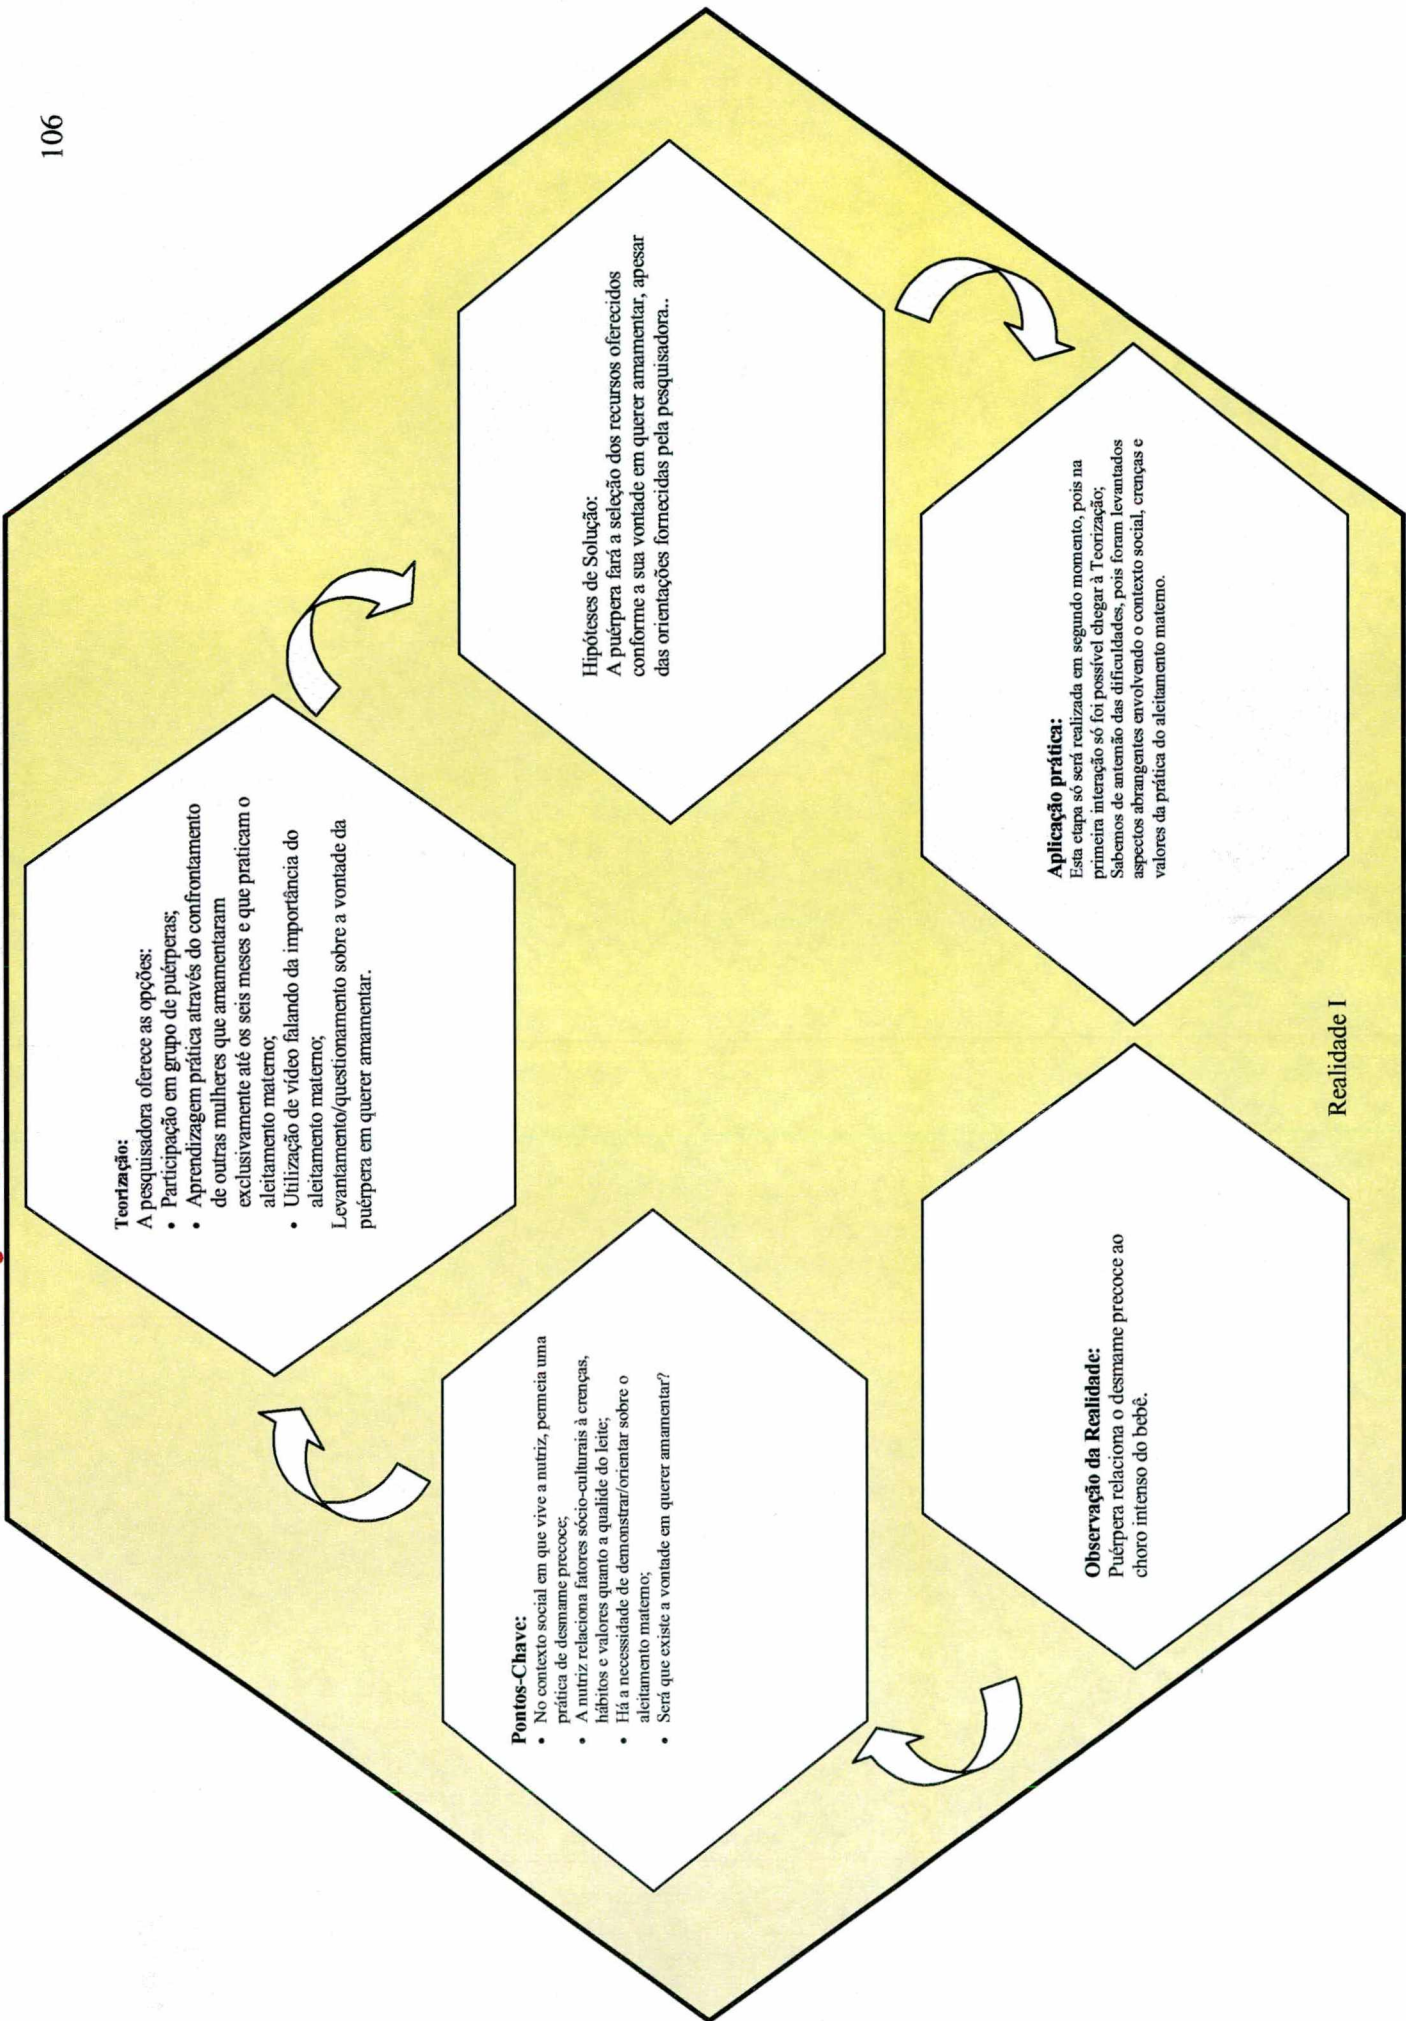 106
Teorização:
A pesquisadora oferece as opções:
• Participação em grupo de puérperas;
• Aprendizagem prática através do confrontamento
de outras mulheres que amamentaram
exclusivamente até os seis meses e que praticam o
aleitamento materno;
• Utilização de vídeo falando da importância do
aleitamento materno;
Levantamento/questionamento sobre a vontade da
puérpera em querer amamentar.
Pontos-Chave:
• No contexto social em que vive a nutriz, permeia uma
prática de desmame precoce;
• A nutriz relaciona fatores sócio-culturais à crenças,
hábitos e valores quanto a qualide do leite;
• Há a necessidade de demonstrar/orientar sobre o
aleitamento materno;
• Será que existe a vontade em querer amamentar?
Hipóteses de Solução:
A puérpera fará a seleção dos recursos oferecidos
conforme a sua vontade em querer amamentar, apesar
das orientações fornecidas pela pesquisadora..
Observação da Realidade:
Puérpera relaciona o desmame precoce ao
choro intenso do bebê.
Aplicação prática:
Esta etapa só será realizada em segundo momento, pois na
primeira interação só foi possível chegar à Teorização;
Sabemos de antemão das dificuldades, pois foram levantados
aspectos abrangentes envolvendo o contexto social, crenças e
valores da prática do aleitamento materno.
Realidade I